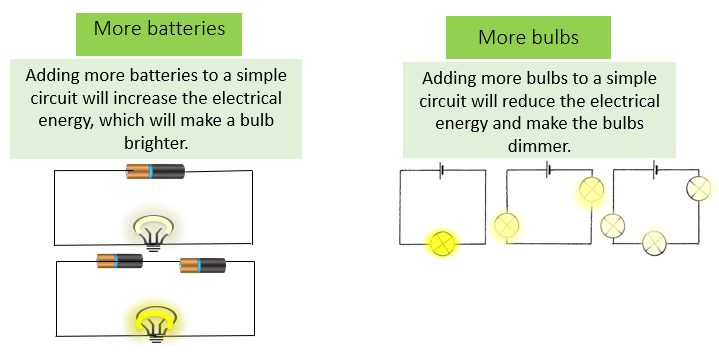 More batteries
Adding more batteries to a simple
circuit will increase the electrical
energy, which will make a bulb
brighter.
More bulbs
Adding more bulbs to a simple
circuit will reduce the electrical
energy and make the bulbs
dimmer.